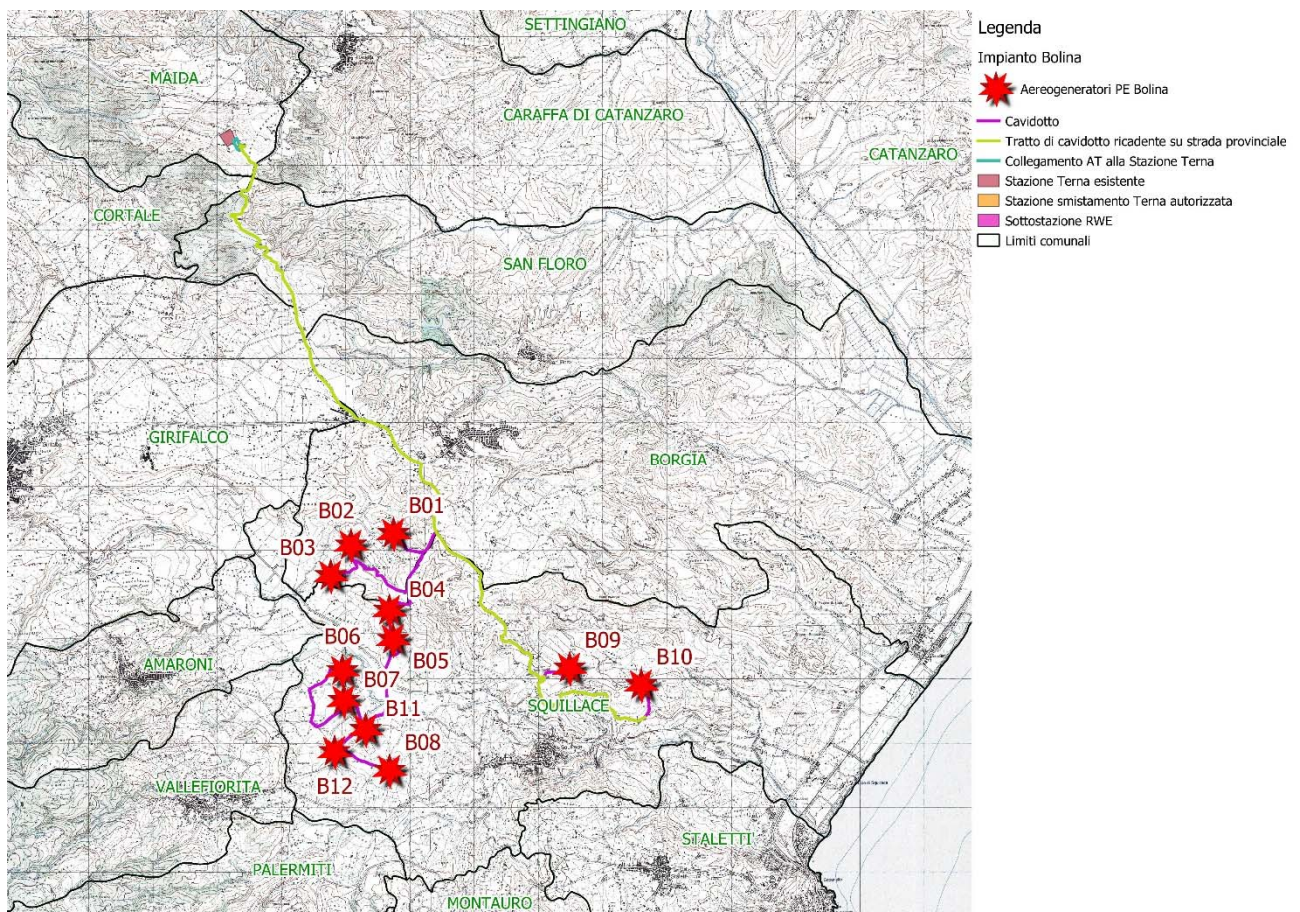 SETTINGIANO
MAIDA
CARAFFA DI CATANZARO
CATANZARO
CORTALE
SAN FLORO
GIRIFALCO
BORGIA
B01
B02
B03
B04
B05
B06
B07
B09
B10
B11
B08
B12
AMARONI
SQUILLACE
VALLEFIORITA
STALETTI
PALERMITI
MONTAURO
Legenda
Impianto Bolina
Aereogeneratori PE Bolina
Cavidotto
Tratto di cavidotto ricadente su strada provinciale
Collegamento AT alla Stazione Terna
Stazione Terna esistente
Stazione smistamento Terna autorizzata
Sottostazione RWE
Limiti comunali